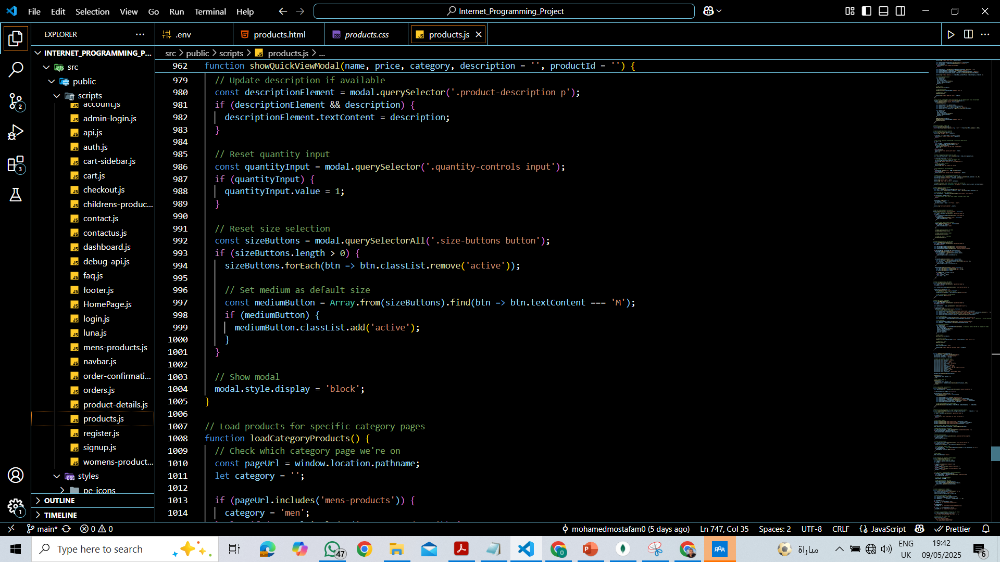 File Edit Selection View Go Run Terminal Help
Internet_Programming_Project
EXPLORER
.env
products.html
products.css
products.js
INTERNET_PROGRAMMING_P...
src > public > scripts > products.js > ...
src
public
scripts
account.js
admin-login.js
api.js
auth.js
cart-sidebar.js
cart.js
checkout.js
childrens-produc...
contact.js
contactus.js
dashboard.js
debug-api.js
faq.js
footer.js
HomePage.js
login.js
luna.js
mens-products.js
navbar.js
order-confirmati...
orders.js
product-details.js
products.js
register.js
signup.js
womens-product...
styles
pe-icons
OUTLINE
TIMELINE
2
3
1
962 function showQuickViewModal(name, price, category, description = '', productId = '') {
979 // Update description if available
980 const descriptionElement = modal.querySelector('.product-description p');
981 if (descriptionElement && description) {
982 descriptionElement.textContent = description;
983 }
984
985 // Reset quantity input
986 const quantityInput = modal.querySelector('.quantity-controls input');
987 if (quantityInput) {
988 quantityInput.value = 1;
989 }
990
991 // Reset size selection
992 const sizeButtons = modal.querySelectorAll('.size-buttons button');
993 if (sizeButtons.length > 0) {
994 sizeButtons.forEach(btn => btn.classList.remove('active'));
995
996 // Set medium as default size
997 const mediumButton = Array.from(sizeButtons).find(btn => btn.textContent === 'M');
998 if (mediumButton) {
999 mediumButton.classList.add('active');
1000 }
1001 }
1002
1003 // Show modal
1004 modal.style.display = 'block';
1005 }
1006
1007 // Load products for specific category pages
1008 function loadCategoryProducts() {
1009 // Check which category page we're on
1010 const pageUrl = window.location.pathname;
1011 let category = '';
1012
1013 if (pageUrl.includes('mens-products')) {
1014 category = 'men';
main* 0 0 mohamedmostafam0 (5 days ago) Ln 747, Col 35 Spaces: 2 UTF-8 CRLF {} JavaScript Prettier
Type here to search
47
مباراة
ENG
UK
19:42
09/05/2025
6